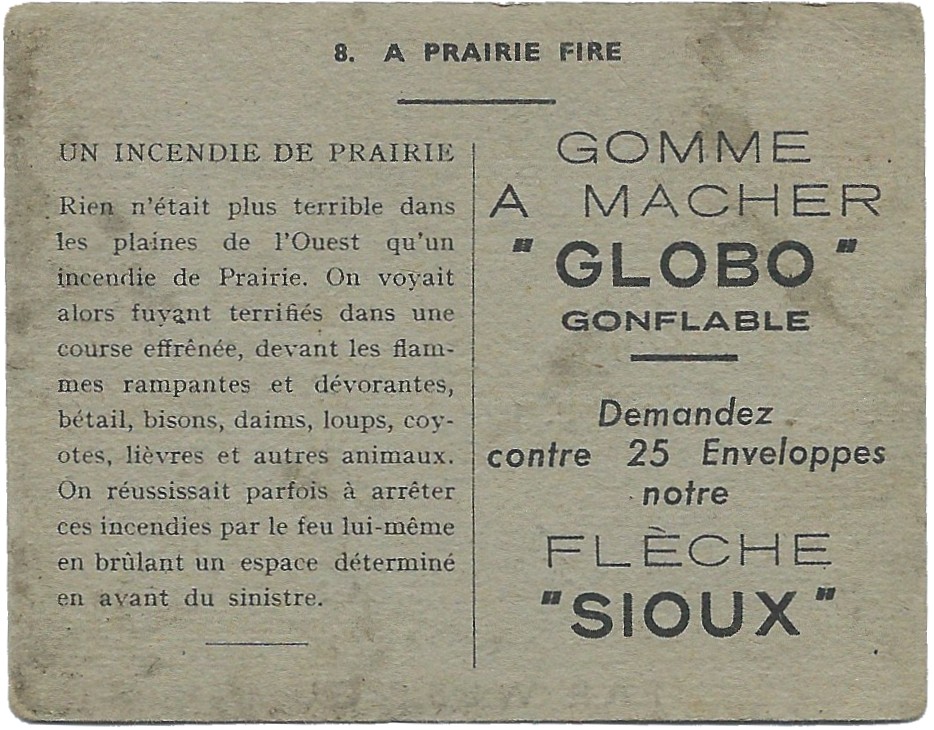 8. A PRAIRIE FIRE
UN INCENDIE DE PRAIRIE
Rien n'était plus terrible dans
les plaines de l'Ouest qu'un
incendie de Prairie. On voyait
alors fuyant terrifiés dans une
course effrênée, devant les flam-
mes rampantes et dévorantes,
bétail, bisons, daims, loups, coy-
otes, lièvres et autres animaux.
On réussissait parfois à arrêter
ces incendies par le feu lui-même
en brûlant un espace déterminé
en avant du sinistre.
GOMME
A MACHER
"GLOBO"
GONFLABLE
Demandez
contre 25 Enveloppes
notre
FLÈCHE
"SIOUX"